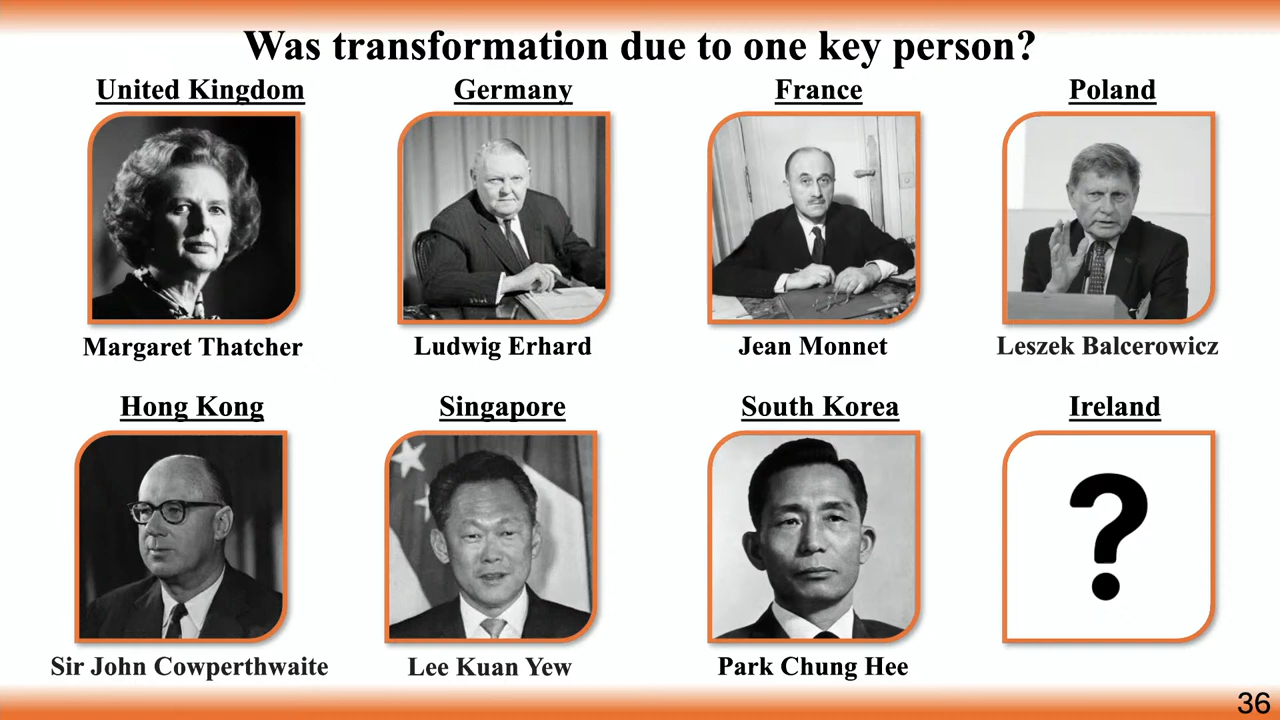 Was transformation due to one key person?
United Kingdom
Germany
France
Poland
Margaret Thatcher
Ludwig Erhard
Jean Monnet
Leszek Balcerowicz
Hong Kong
Singapore
South Korea
Ireland
?
Sir John Cowperthwaite
Lee Kuan Yew
Park Chung Hee
36